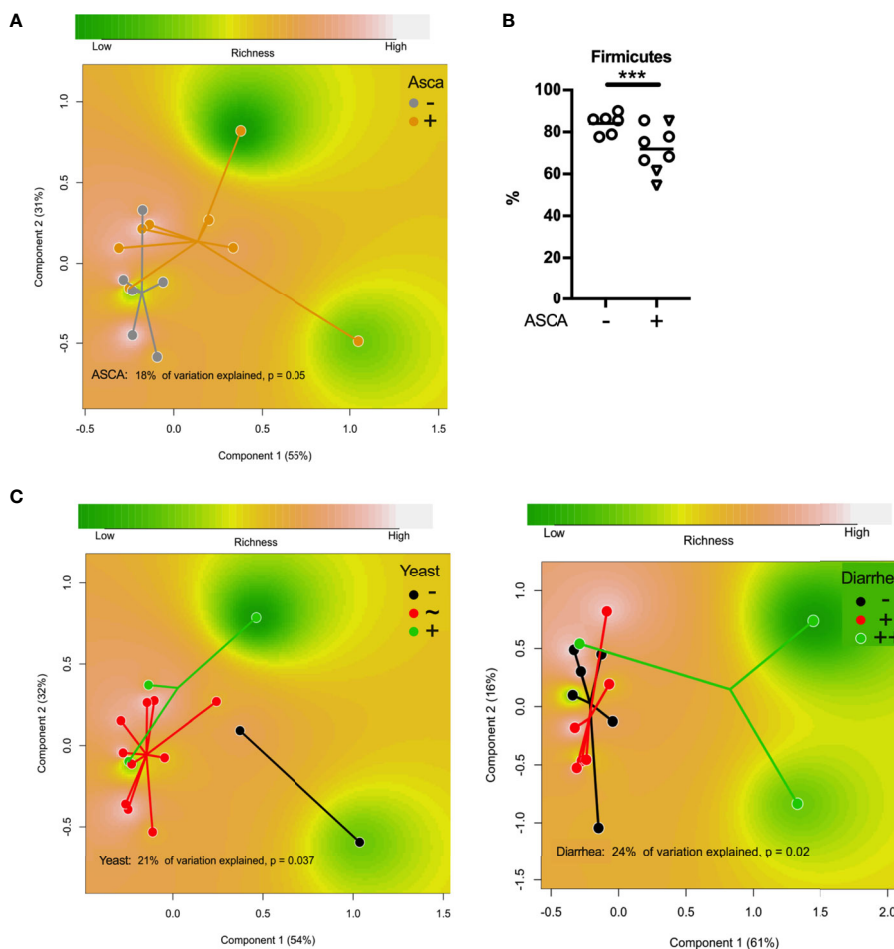 A
Low
High
Richness
Asca
-
+
1.0
0.5
0.0
-0.5
Component 2 (31%)
ASCA: 18% of variation explained, p = 0.05
-0.5
0.0
0.5
1.0
1.5
Component 1 (55%)
B
Firmicutes
***
100
80
60
40
20
0
%
ASCA
-
+
C
Low
High
Richness
Yeast
-
~
+
1.0
0.5
0.0
-0.5
Component 2 (32%)
Yeast: 21% of variation explained, p = 0.037
0.0
0.5
1.0
1.5
Component 1 (54%)
Low
High
Richness
Diarrhea
-
+
1.0
0.5
0.0
-0.5
-1.0
-1.5
Component 2 (16%)
Diarrhea: 24% of variation explained, p = 0.02
-0.5
0.0
0.5
1.0
1.5
2.0
Component 1 (61%)